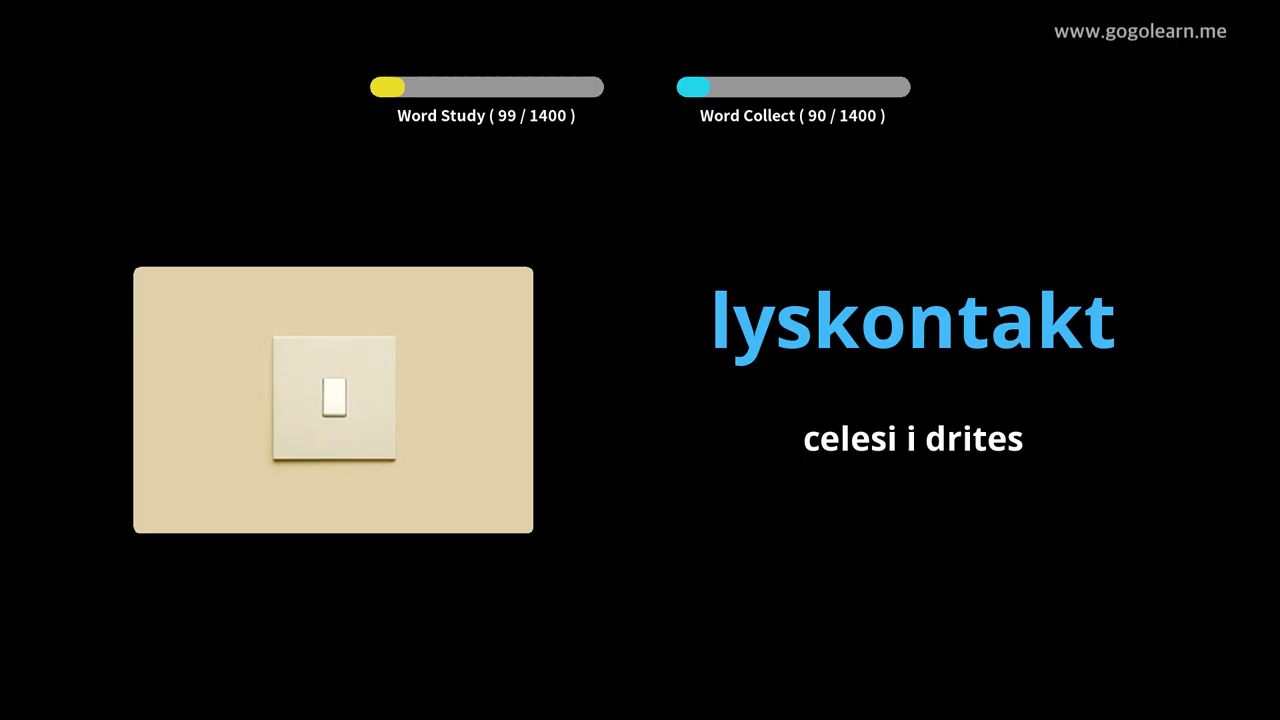 www.gogolearn.me
Word Study ( 99 / 1400 )
Word Collect ( 90 / 1400 )
lyskontakt
celesi i drites